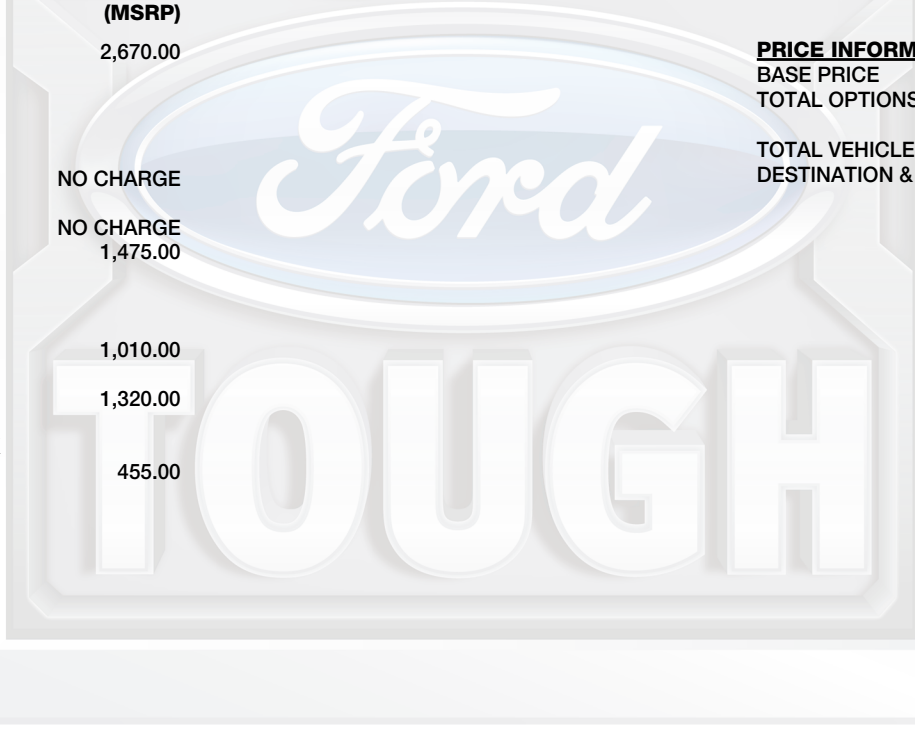 (MSRP)
2,670.00
NO CHARGE
NO CHARGE
1,475.00
1,010.00
1,320.00
455.00
PRICE INFORM
BASE PRICE
TOTAL OPTIONS
TOTAL VEHICLE
DESTINATION &
Ford
TOUGH